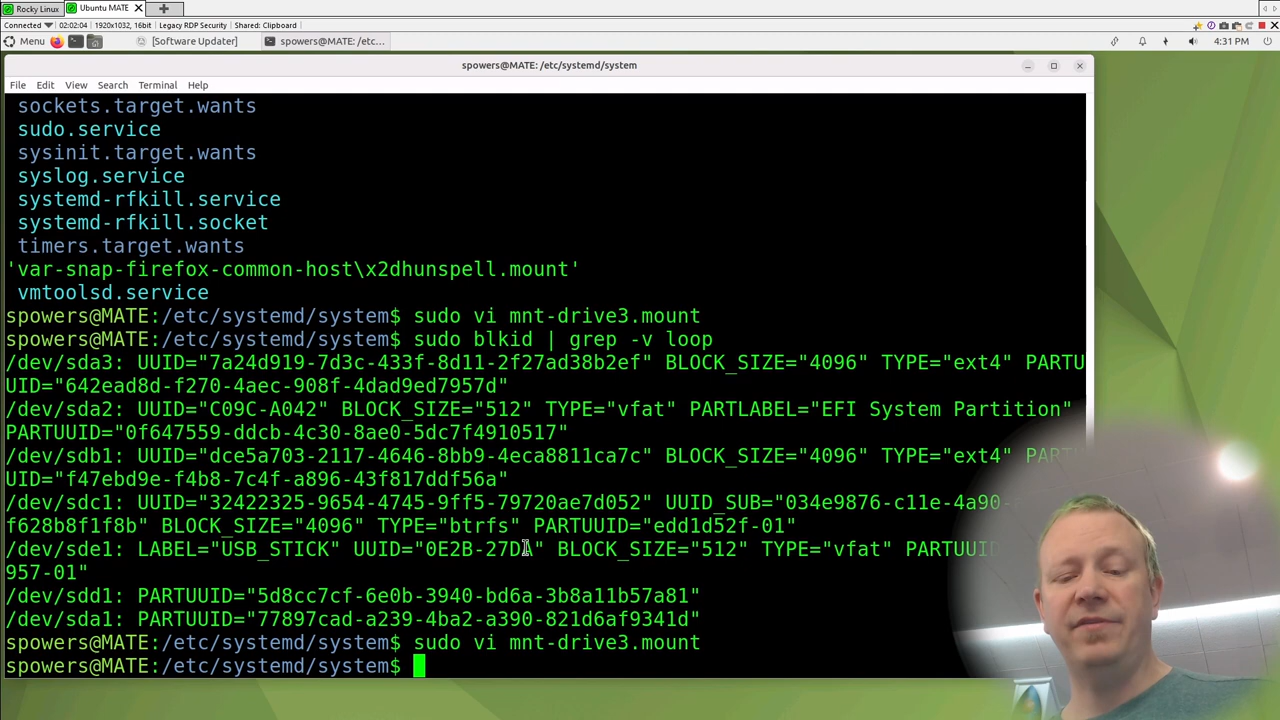 Rocky Linux
Ubuntu MATE
Connected
02:02:04
1920x1032, 16bit
Legacy RDP Security
Shared: Clipboard
Menu
[Software Updater]
spowers@MATE: /etc...
4:31 PM
spowers@MATE: /etc/systemd/system
File Edit View Search Terminal Help
sockets.target.wants
sudo.service
sysinit.target.wants
syslog.service
systemd-rfkill.service
systemd-rfkill.socket
timers.target.wants
'var-snap-firefox-common-host\x2dhunspell.mount'
vmtoolsd.service
spowers@MATE:/etc/systemd/system$ sudo vi mnt-drive3.mount
spowers@MATE:/etc/systemd/system$ sudo blkid | grep -v loop
/dev/sda3: UUID="7a24d919-7d3c-433f-8d11-2f27ad38b2ef" BLOCK_SIZE="4096" TYPE="ext4" PARTU
UID="642ead8d-f270-4aec-908f-4dad9ed7957d"
/dev/sda2: UUID="C09C-A042" BLOCK_SIZE="512" TYPE="vfat" PARTLABEL="EFI System Partition"
PARTUUID="0f647559-ddcb-4c30-8ae0-5dc7f4910517"
/dev/sdb1: UUID="dce5a703-2117-4646-8bb9-4eca8811ca7c" BLOCK_SIZE="4096" TYPE="ext4" PARTU
UID="f47ebd9e-f4b8-7c4f-a896-43f817ddf56a"
/dev/sdc1: UUID="32422325-9654-4745-9ff5-79720ae7d052" UUID_SUB="034e9876-c11e-4a90-
f628b8f1f8b" BLOCK_SIZE="4096" TYPE="btrfs" PARTUUID="edd1d52f-01"
/dev/sde1: LABEL="USB_STICK" UUID="0E2B-27DA" BLOCK_SIZE="512" TYPE="vfat" PARTUUID
957-01"
/dev/sdd1: PARTUUID="5d8cc7cf-6e0b-3940-bd6a-3b8a11b57a81"
/dev/sda1: PARTUUID="77897cad-a239-4ba2-a390-821d6af9341d"
spowers@MATE:/etc/systemd/system$ sudo vi mnt-drive3.mount
spowers@MATE:/etc/systemd/system$